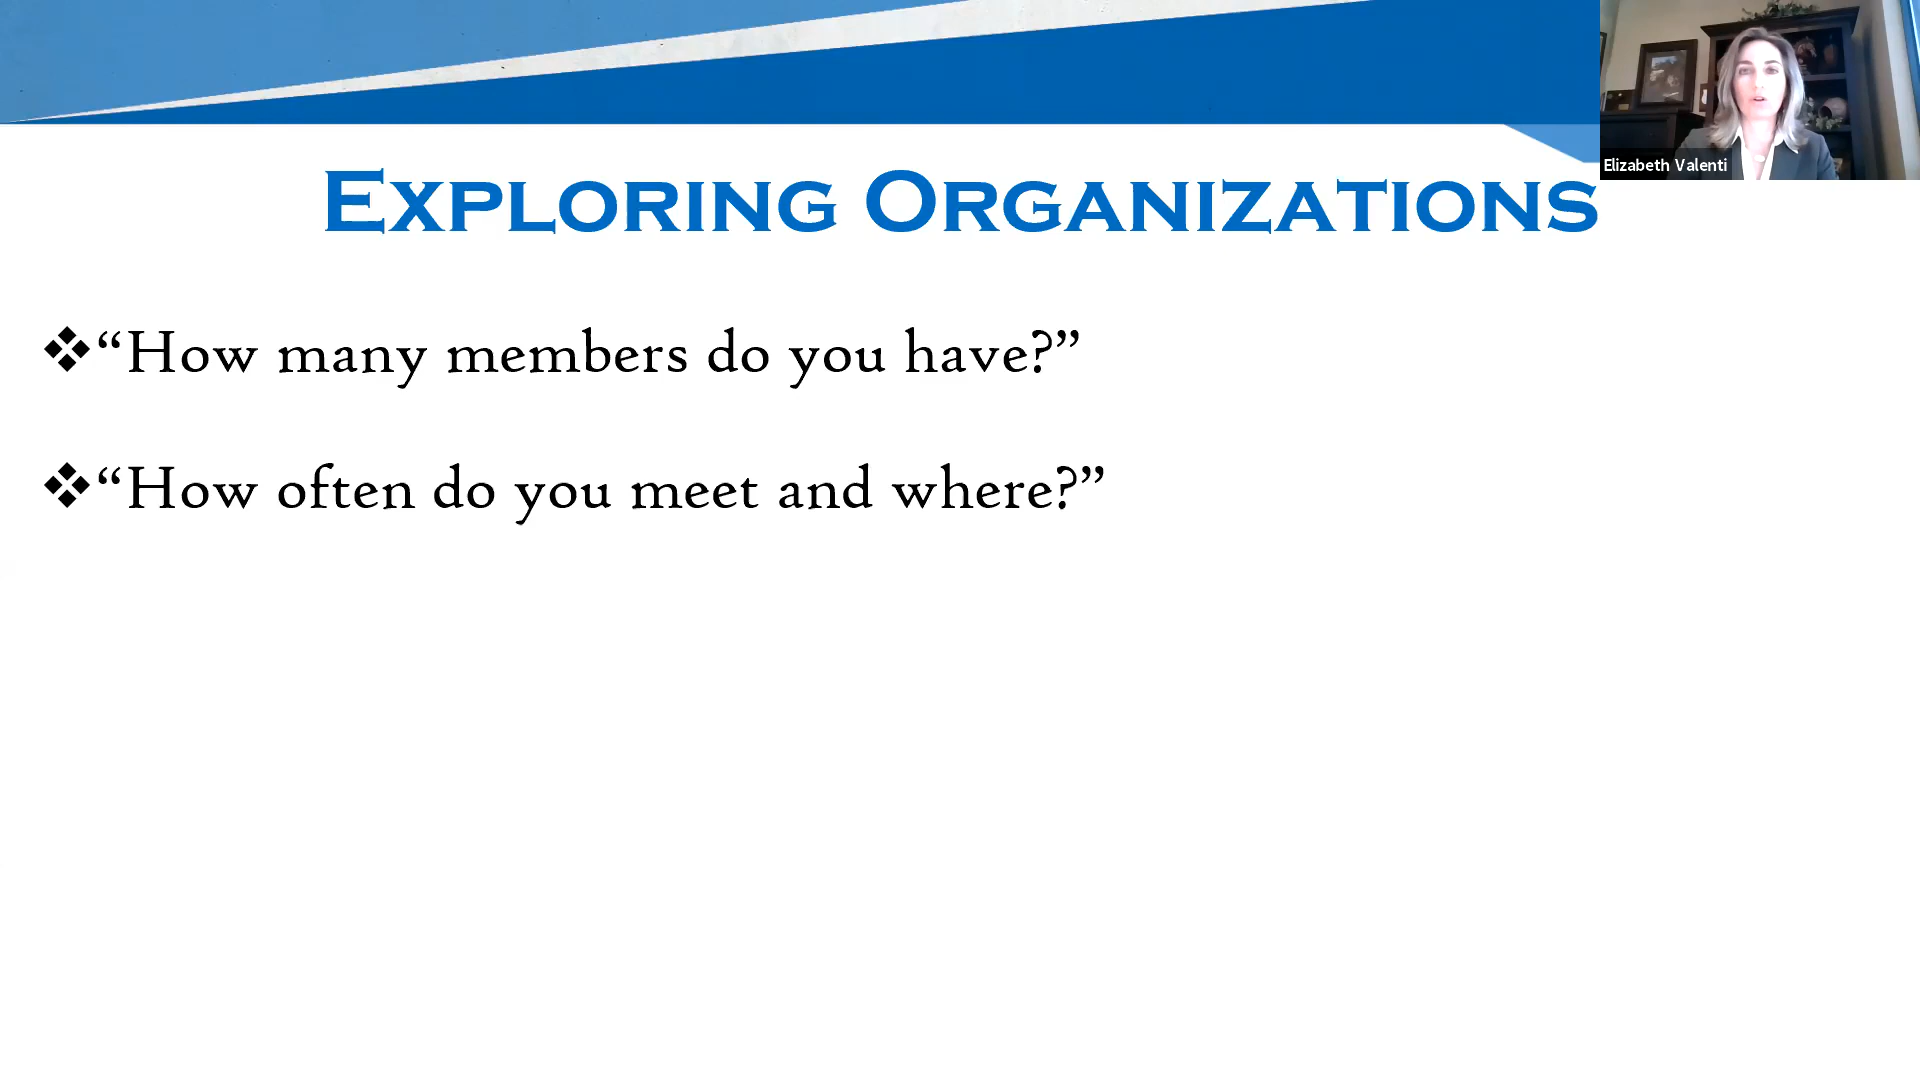 Elizabeth Valenti
Exploring Organizations
❖“How many members do you have?”
❖“How often do you meet and where?”